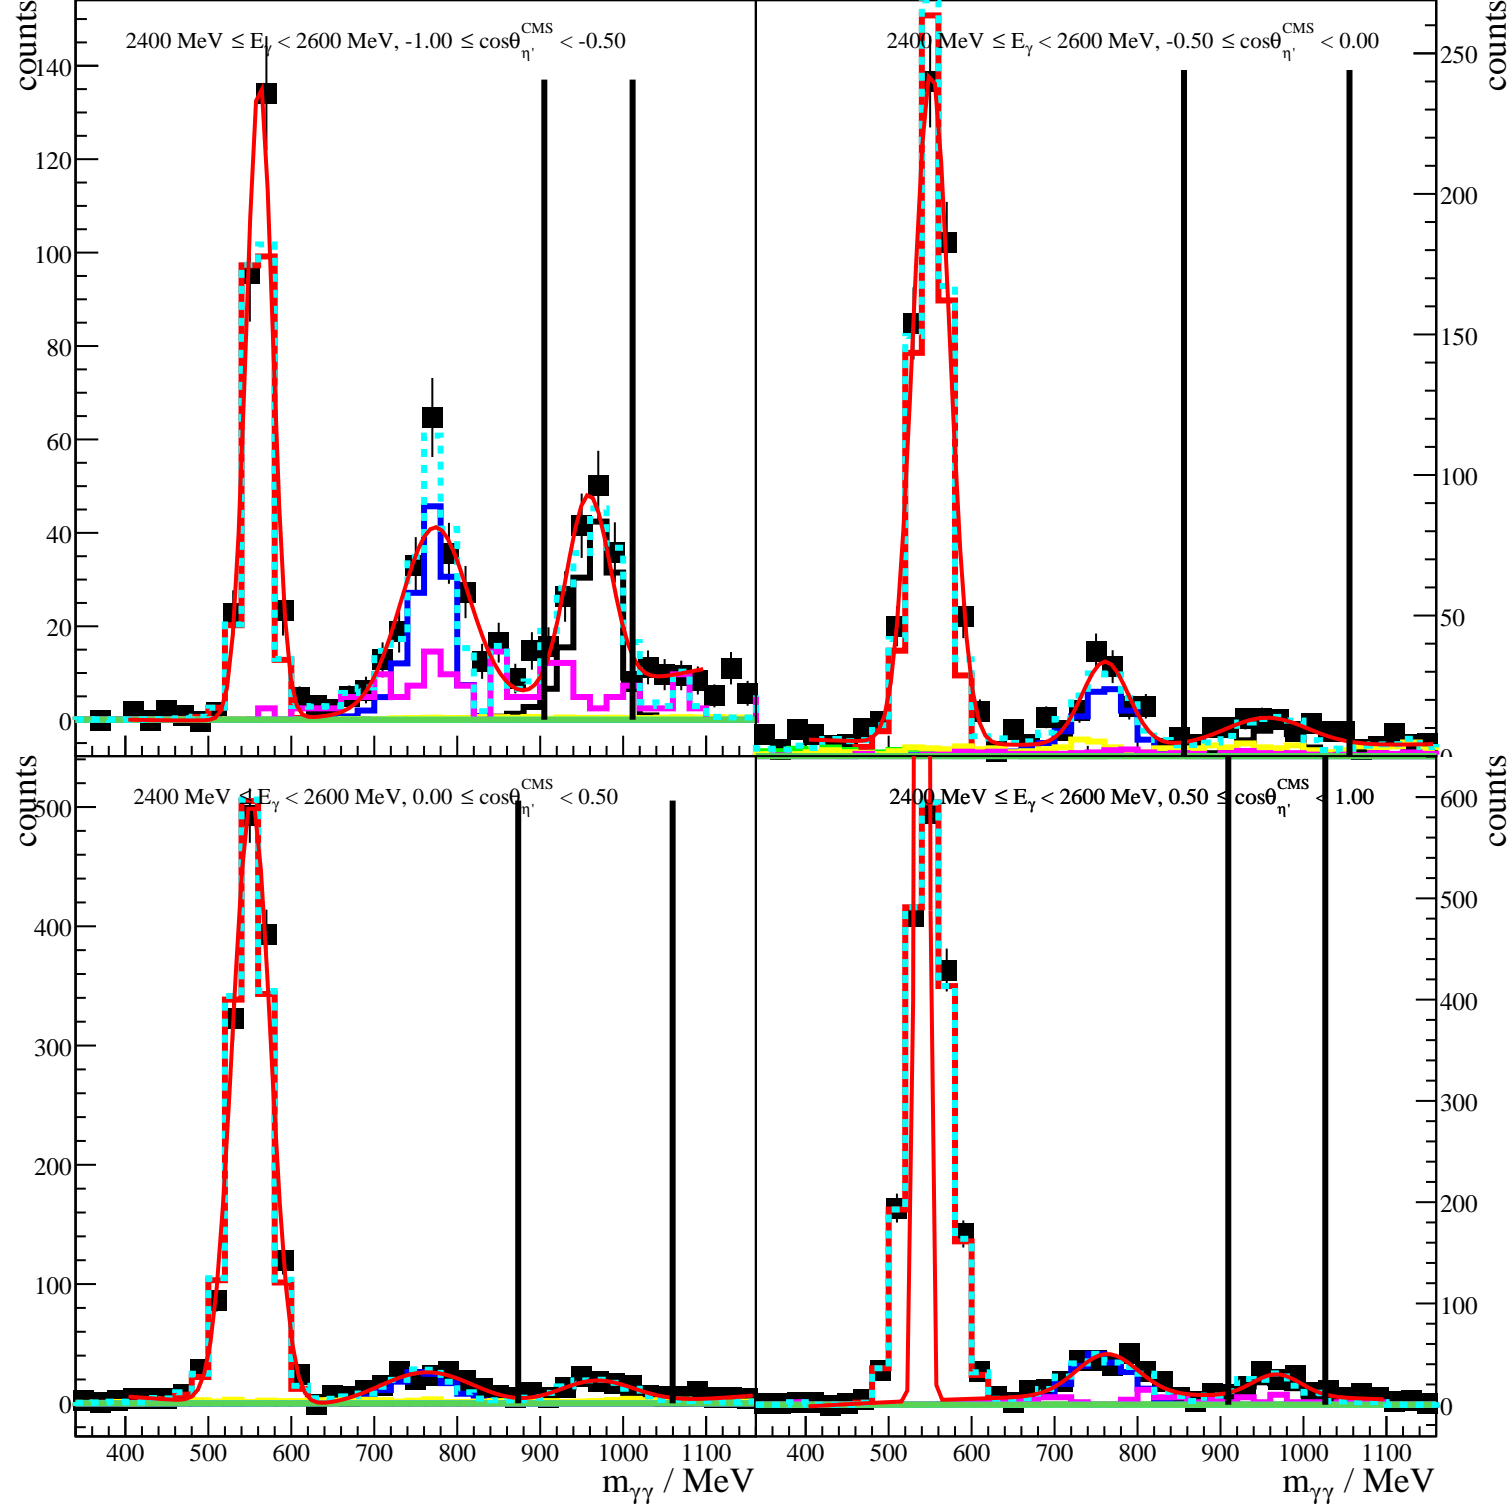 2400 MeV ≤ Eγ < 2600 MeV, -1.00 ≤ cosθη'CMS < -0.50
2400 MeV ≤ Eγ < 2600 MeV, -0.50 ≤ cosθη'CMS < 0.00
counts
140
120
100
80
60
40
20
0
counts
250
200
150
100
50
0
2400 MeV ≤ Eγ < 2600 MeV, 0.00 ≤ cosθη'CMS < 0.50
2400 MeV ≤ Eγ < 2600 MeV, 0.50 ≤ cosθη'CMS < 1.00
counts
500
400
300
200
100
0
counts
600
500
400
300
200
100
0
400 500 600 700 800 900 1000 1100
400 500 600 700 800 900 1000 1100
mγγ / MeV
mγγ / MeV